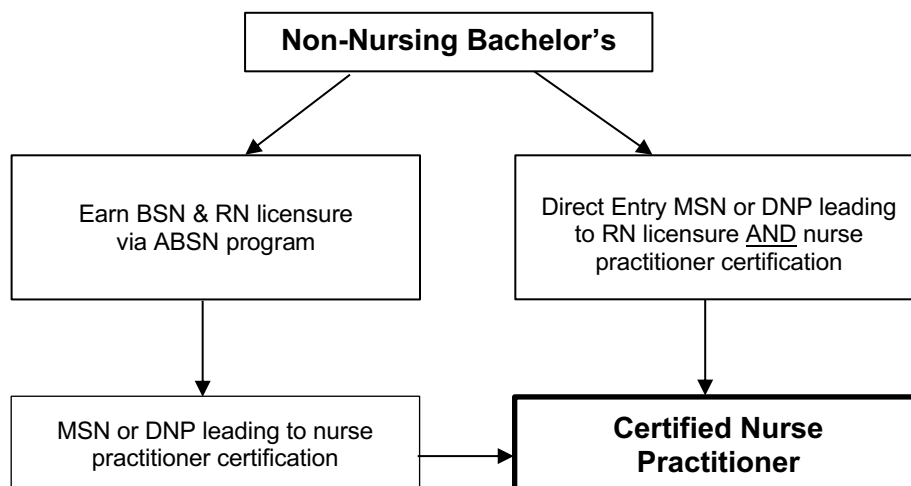 Non-Nursing Bachelor’s
Earn BSN & RN licensure
via ABSN program
Direct Entry MSN or DNP leading
to RN licensure AND nurse
practitioner certification
MSN or DNP leading to nurse
practitioner certification
Certified Nurse
Practitioner